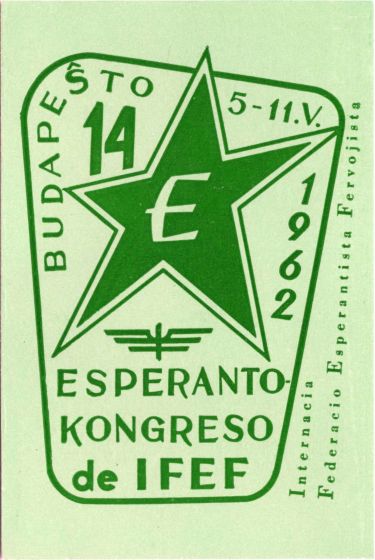 BUDAPEŜTO
14
5-11.V.
1962
E
ESPERANTO-
KONGRESO
de IFEF
Internacia
Federacio Esperantista Fervojista